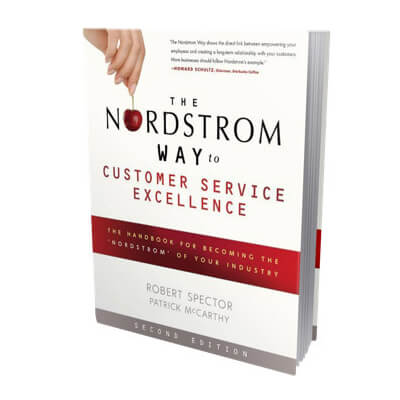 "The Nordstrom Way shows the direct link between empowering your
employees and creating a long-term relationship with your customers.
More businesses should follow Nordstrom's example."
—HOWARD SCHULTZ, Chairman, Starbucks Coffee
THE
NORDSTROM
WAY to
CUSTOMER SERVICE
EXCELLENCE
THE HANDBOOK FOR BECOMING THE
"NORDSTROM" OF YOUR INDUSTRY
ROBERT SPECTOR
PATRICK McCARTHY
SECOND EDITION